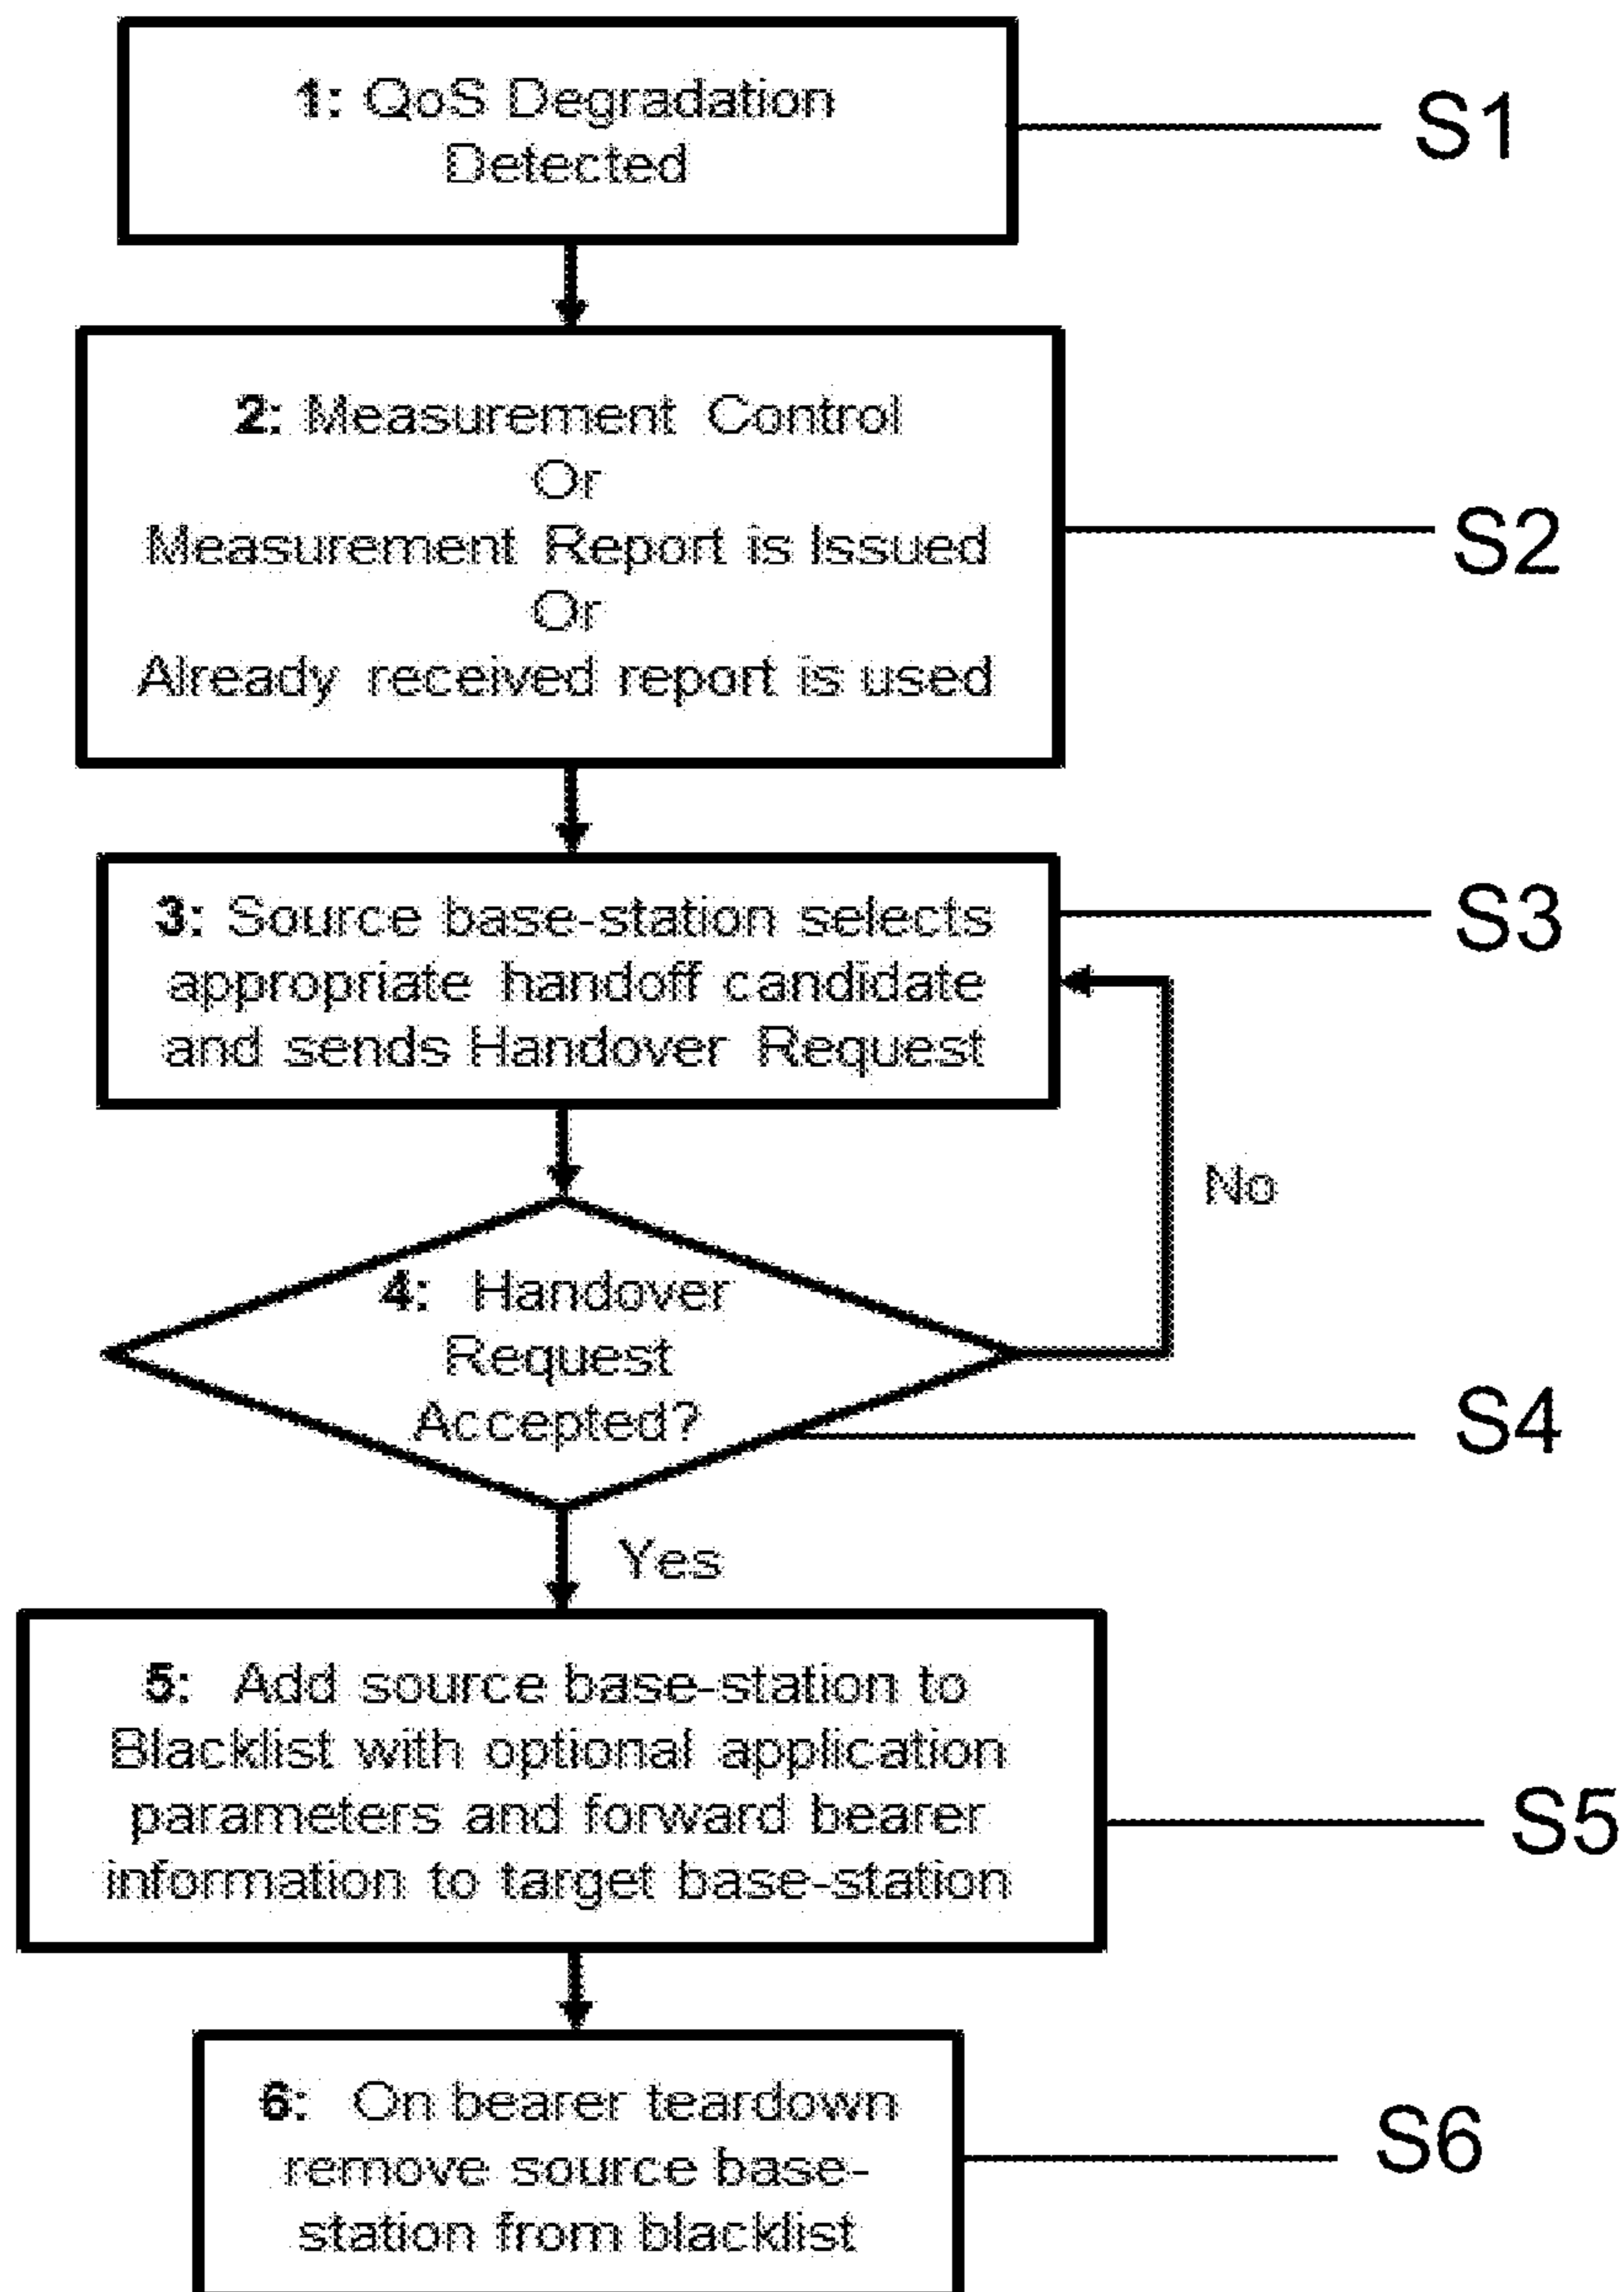 1: QoS Degradation
Detected
S1
2: Measurement Control
Or
Measurement Report is Issued
Or
Already received report is used
S2
3: Source base-station selects
appropriate handoff candidate
and sends Handover Request
S3
No
4: Handover
Request
Accepted?
S4
Yes
5: Add source base-station to
Blacklist with optional application
parameters and forward bearer
information to target base-station
S5
6: On bearer teardown
remove source base-
station from blacklist
S6